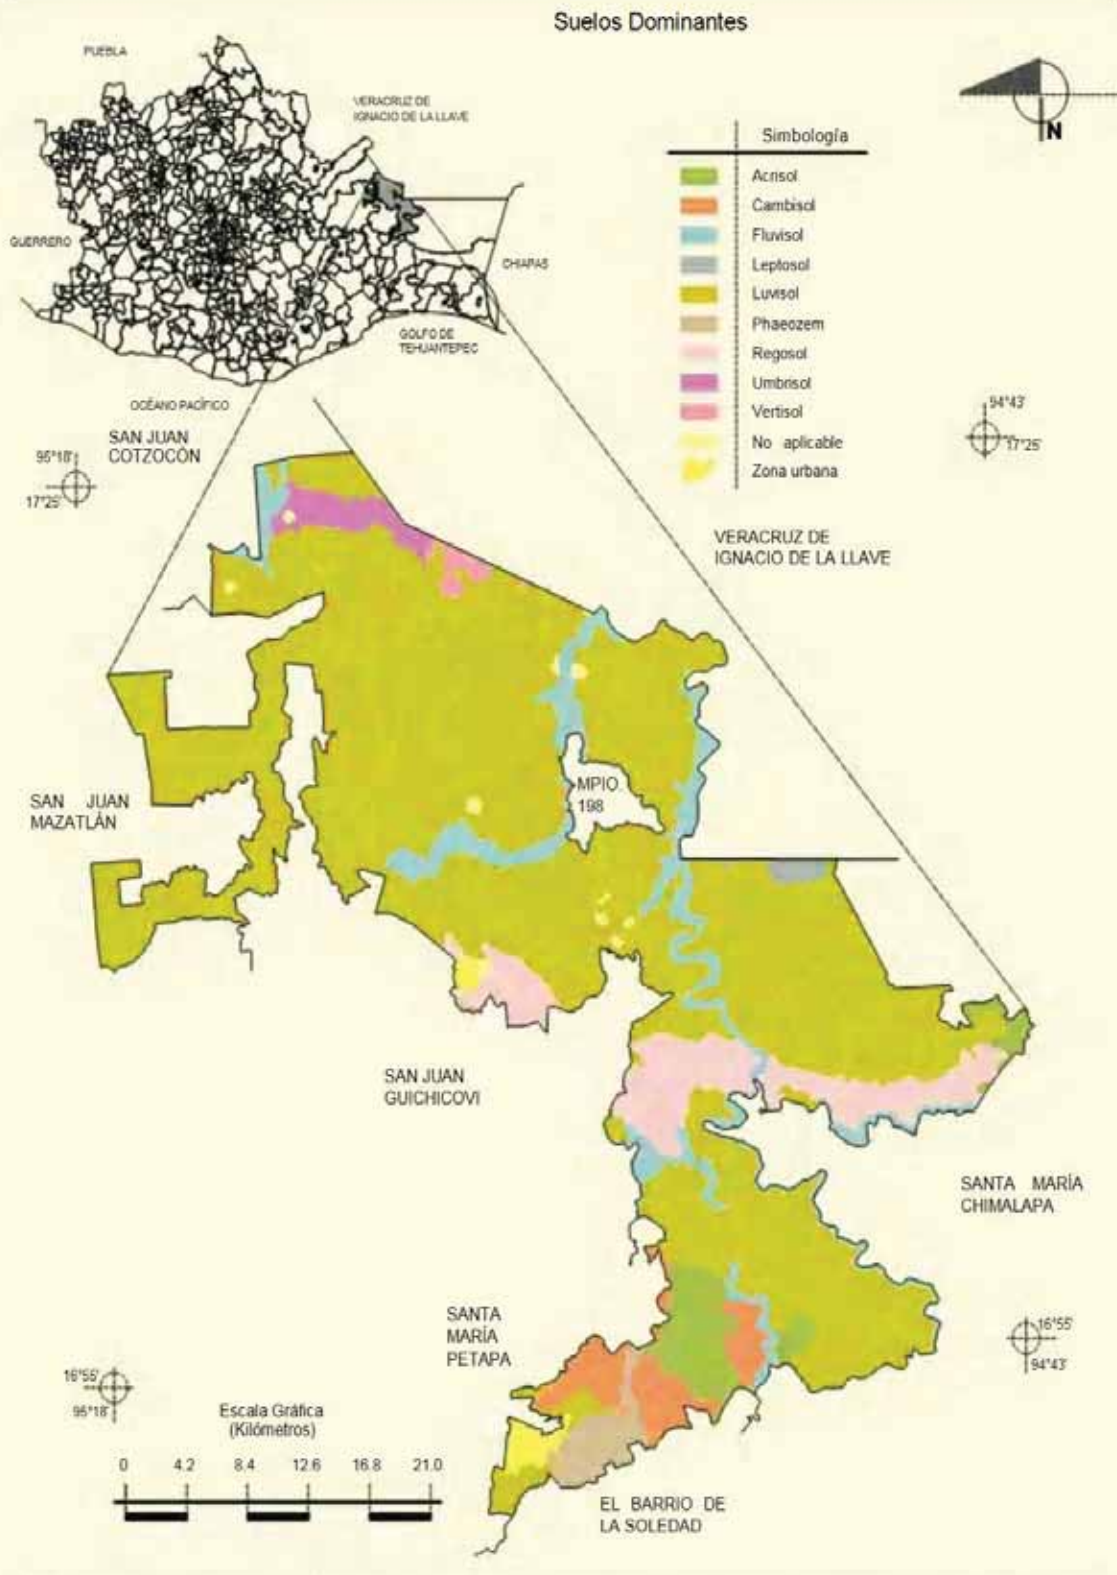 Suelos Dominantes
PUEBLA
VERACRUZ DE
IGNACIO DE LA LLAVE
GUERRERO
CHIAPAS
GOLFO DE
TEHUANTEPEC
OCÉANO PACÍFICO
N
Simbología
Acrisol
Cambisol
Fluvisol
Leptosol
Luvisol
Phaeozem
Regosol
Umbrisol
Vertisol
No aplicable
Zona urbana
94°43'
17°25'
SAN JUAN
COTZOCÓN
95°18'
17°25'
VERACRUZ DE
IGNACIO DE LA LLAVE
MPIO.
198
SAN JUAN
MAZATLÁN
SAN JUAN
GUICHICOVI
SANTA MARÍA
CHIMALAPA
SANTA
MARÍA
PETAPA
16°55'
94°43'
16°55'
95°18'
Escala Gráfica
(Kilómetros)
0 4.2 8.4 12.6 16.8 21.0
EL BARRIO DE
LA SOLEDAD